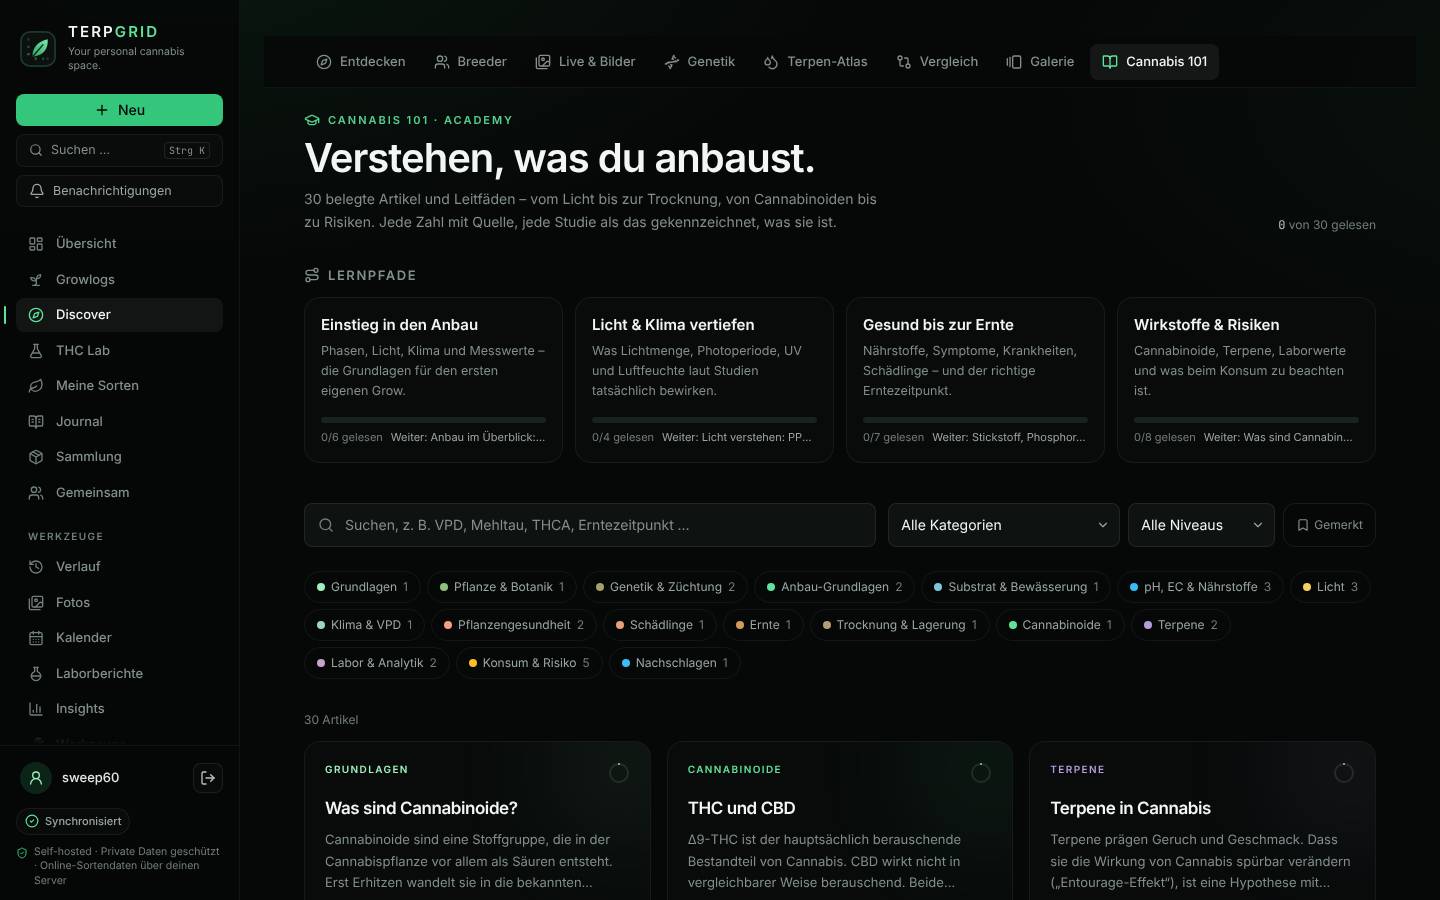 TERPGRID
Your personal cannabis
space.
Neu
Suchen ...
Strg K
Benachrichtigungen
Übersicht
Growlogs
Discover
THC Lab
Meine Sorten
Journal
Sammlung
Gemeinsam
WERKZEUGE
Verlauf
Fotos
Kalender
Laborberichte
Insights
sweep60
Synchronisiert
Self-hosted · Private Daten geschützt
· Online-Sortendaten über deinen
Server
Entdecken
Breeder
Live & Bilder
Genetik
Terpen-Atlas
Vergleich
Galerie
Cannabis 101
CANNABIS 101 · ACADEMY
Verstehen, was du anbaust.
30 belegte Artikel und Leitfäden – vom Licht bis zur Trocknung, von Cannabinoiden bis
zu Risiken. Jede Zahl mit Quelle, jede Studie als das gekennzeichnet, was sie ist.
0 von 30 gelesen
LERNPFADE
Einstieg in den Anbau
Phasen, Licht, Klima und Messwerte –
die Grundlagen für den ersten
eigenen Grow.
0/6 gelesen Weiter: Anbau im Überblick:...
Licht & Klima vertiefen
Was Lichtmenge, Photoperiode, UV
und Luftfeuchte laut Studien
tatsächlich bewirken.
0/4 gelesen Weiter: Licht verstehen: PP...
Gesund bis zur Ernte
Nährstoffe, Symptome, Krankheiten,
Schädlinge – und der richtige
Erntezeitpunkt.
0/7 gelesen Weiter: Stickstoff, Phosphor...
Wirkstoffe & Risiken
Cannabinoide, Terpene, Laborwerte
und was beim Konsum zu beachten
ist.
0/8 gelesen Weiter: Was sind Cannabin...
Suchen, z. B. VPD, Mehltau, THCA, Erntezeitpunkt ...
Alle Kategorien
Alle Niveaus
Gemerkt
Grundlagen 1
Pflanze & Botanik 1
Genetik & Züchtung 2
Anbau-Grundlagen 2
Substrat & Bewässerung 1
pH, EC & Nährstoffe 3
Licht 3
Klima & VPD 1
Pflanzengesundheit 2
Schädlinge 1
Ernte 1
Trocknung & Lagerung 1
Cannabinoide 1
Terpene 2
Labor & Analytik 2
Konsum & Risiko 5
Nachschlagen 1
30 Artikel
GRUNDLAGEN
Was sind Cannabinoide?
Cannabinoide sind eine Stoffgruppe, die in der
Cannabispflanze vor allem als Säuren entsteht.
Erst Erhitzen wandelt sie in die bekannten...
CANNABINOIDE
THC und CBD
Δ9-THC ist der hauptsächlich berauschende
Bestandteil von Cannabis. CBD wirkt nicht in
vergleichbarer Weise berauschend. Beide...
TERPENE
Terpene in Cannabis
Terpene prägen Geruch und Geschmack. Dass
sie die Wirkung von Cannabis spürbar verändern
(„Entourage-Effekt“), ist eine Hypothese mit...